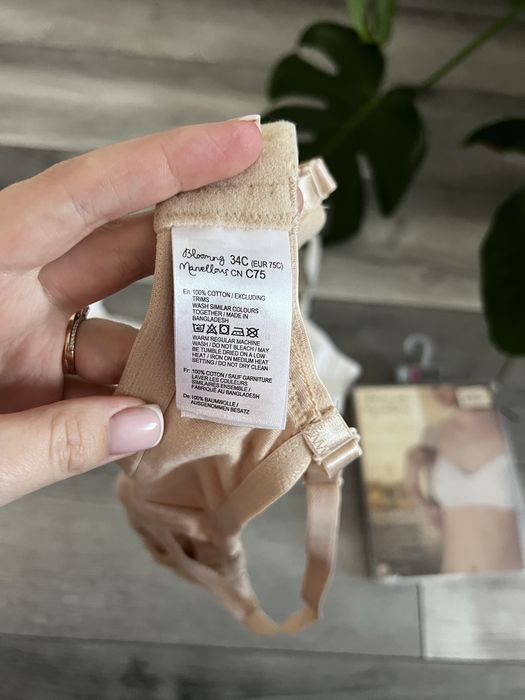 Blooming 34C (EUR 75C)
Marvellous CN C75
En: 100% COTTON / EXCLUDING
TRIMS
WASH SIMILAR COLOURS
TOGETHER / MADE IN
BANGLADESH
WARM REGULAR MACHINE
WASH / DO NOT BLEACH / MAY
BE TUMBLE DRIED ON A LOW
HEAT / IRON ON MEDIUM HEAT
SETTING / DO NOT DRY CLEAN
Fr: 100% COTON / SAUF GARNITURE
LAVER LES COULEURS
SIMILAIRES ENSEMBLE /
FABRIQUE AU BANGLADESH
De: 100% BAUMWOLLE /
AUSGENOMMEN BESATZ